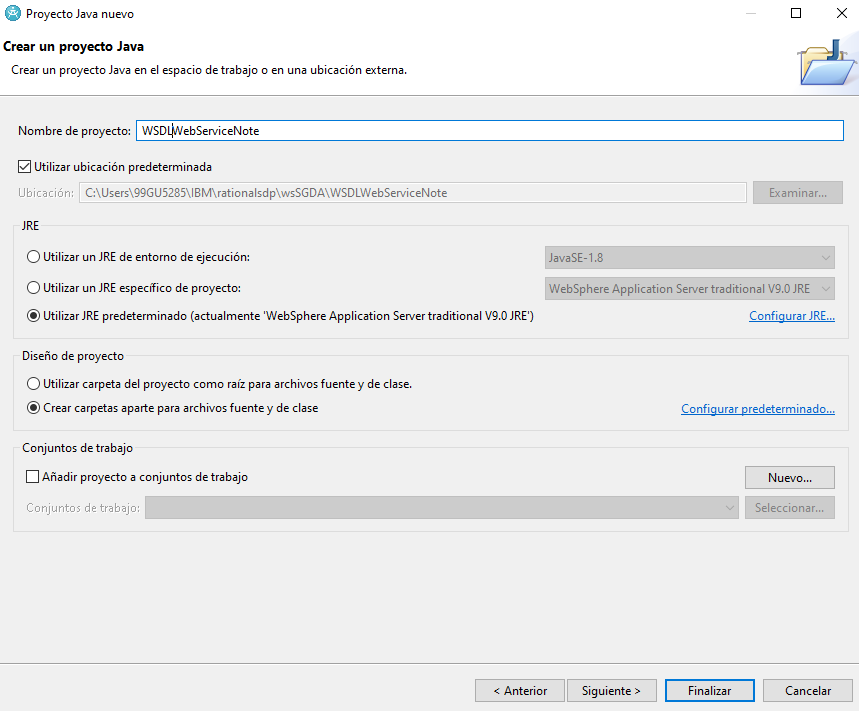 Proyecto Java nuevo
Crear un proyecto Java
Crear un proyecto Java en el espacio de trabajo o en una ubicación externa.
Nombre de proyecto: WSDLWebServiceNote
Utilizar ubicación predeterminada
Ubicación: C:\Users\99GU5285\IBM\rationalsdp\wsSGDA\WSDLWebServiceNote Examinar...
JRE
Utilizar un JRE de entorno de ejecución: JavaSE-1.8
Utilizar un JRE específico de proyecto: WebSphere Application Server traditional V9.0 JRE
Utilizar JRE predeterminado (actualmente 'WebSphere Application Server traditional V9.0 JRE') Configurar JRE...
Diseño de proyecto
Utilizar carpeta del proyecto como raíz para archivos fuente y de clase.
Crear carpetas aparte para archivos fuente y de clase Configurar predeterminado...
Conjuntos de trabajo
Añadir proyecto a conjuntos de trabajo Nuevo...
Conjuntos de trabajo: Seleccionar...
< Anterior Siguiente > Finalizar Cancelar